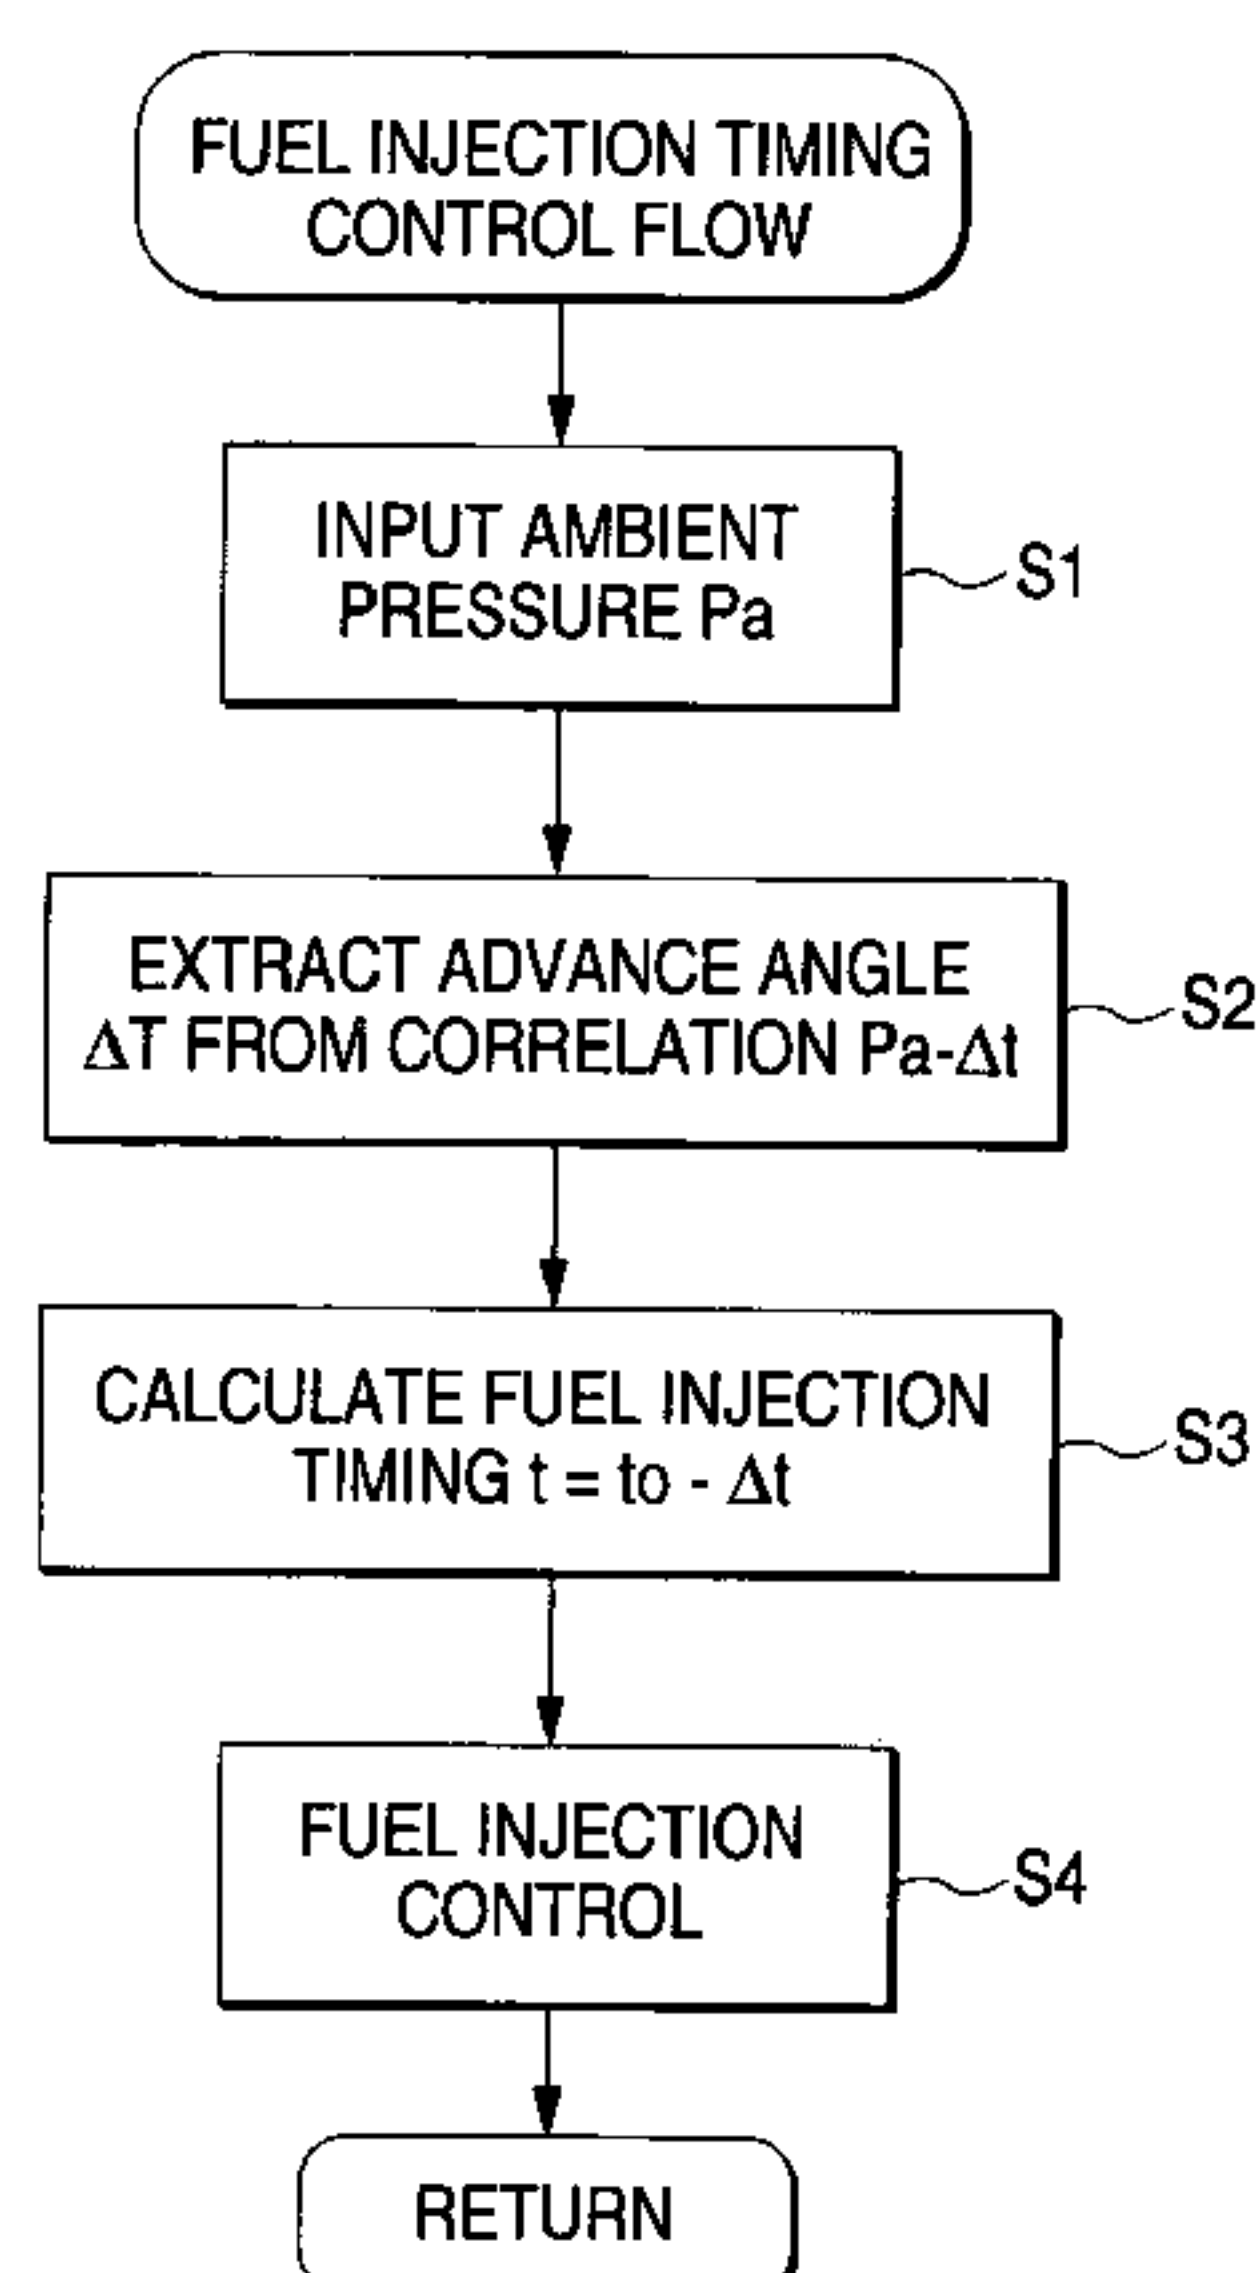 FUEL INJECTION TIMING
CONTROL FLOW
INPUT AMBIENT
PRESSURE Pa
S1
EXTRACT ADVANCE ANGLE
ΔT FROM CORRELATION Pa-Δt
S2
CALCULATE FUEL INJECTION
TIMING t = to - Δt
S3
FUEL INJECTION
CONTROL
S4
RETURN